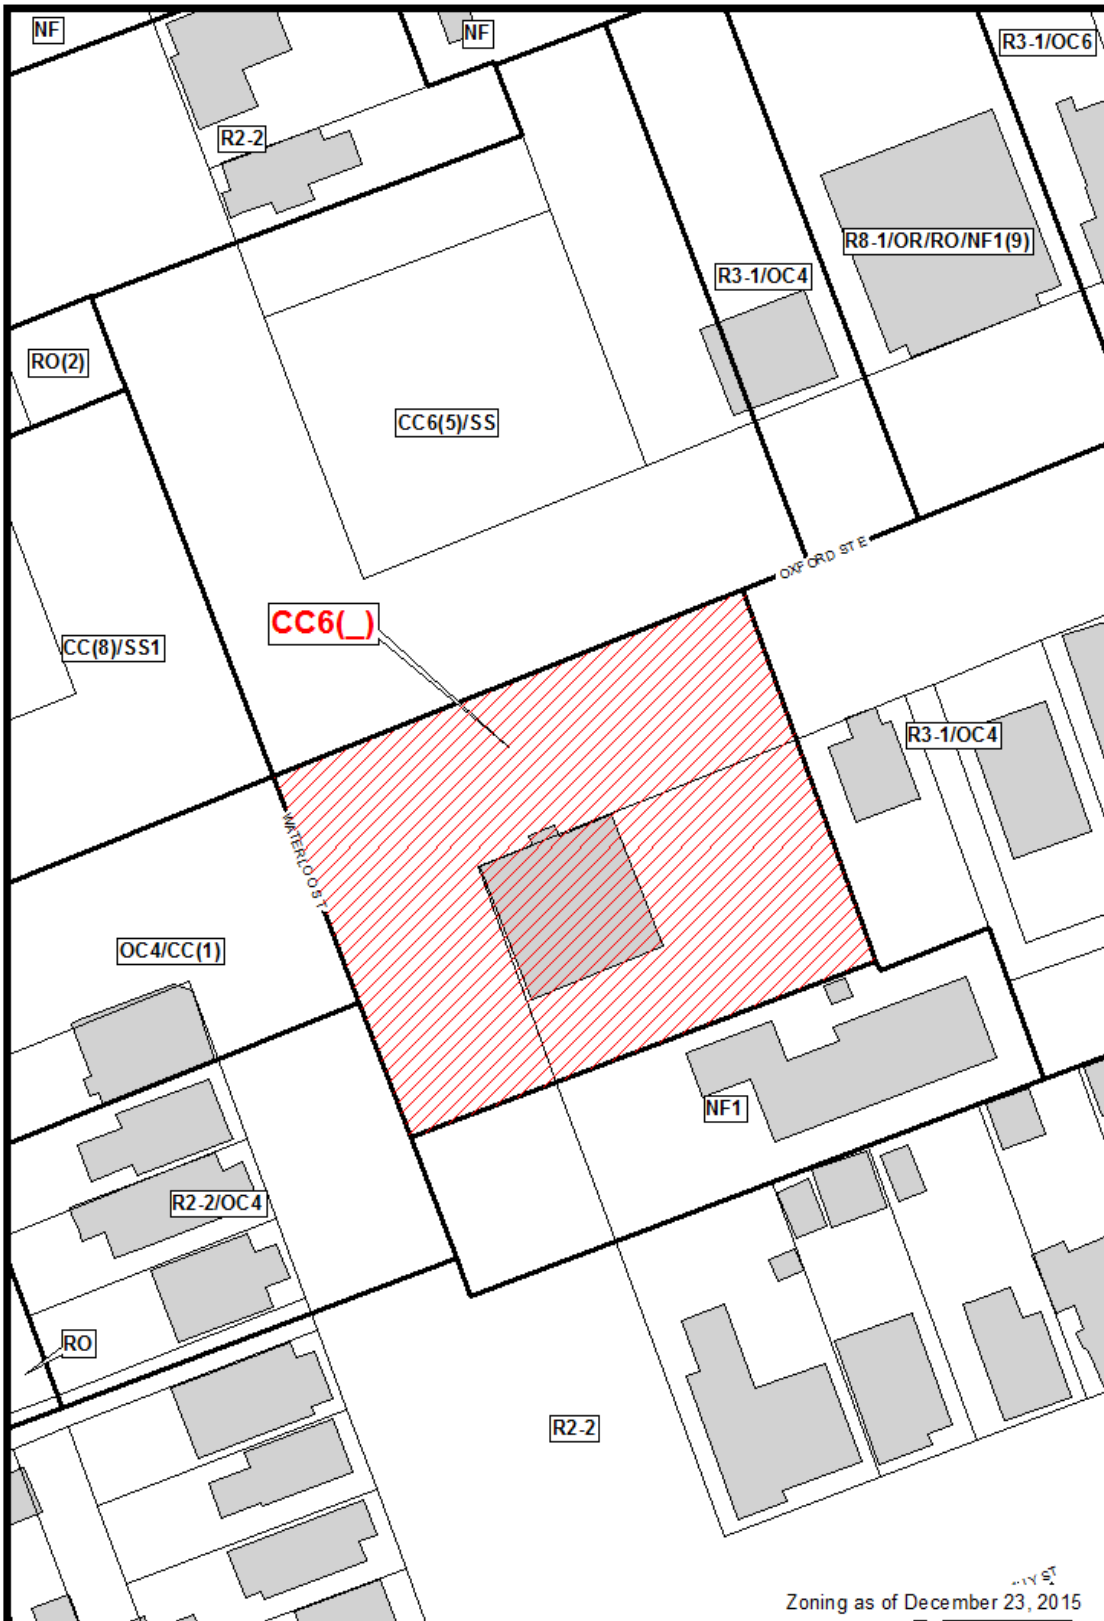 NF
NF
R3-1/OC6
R2-2
R8-1/OR/RO/NF1(9)
R3-1/OC4
RO(2)
CC6(5)/SS
OXFORD ST E
CC6(_)
CC(8)/SS1
R3-1/OC4
WATERLOO ST
OC4/CC(1)
NF1
R2-2/OC4
RO
R2-2
ST
Zoning as of December 23, 2015